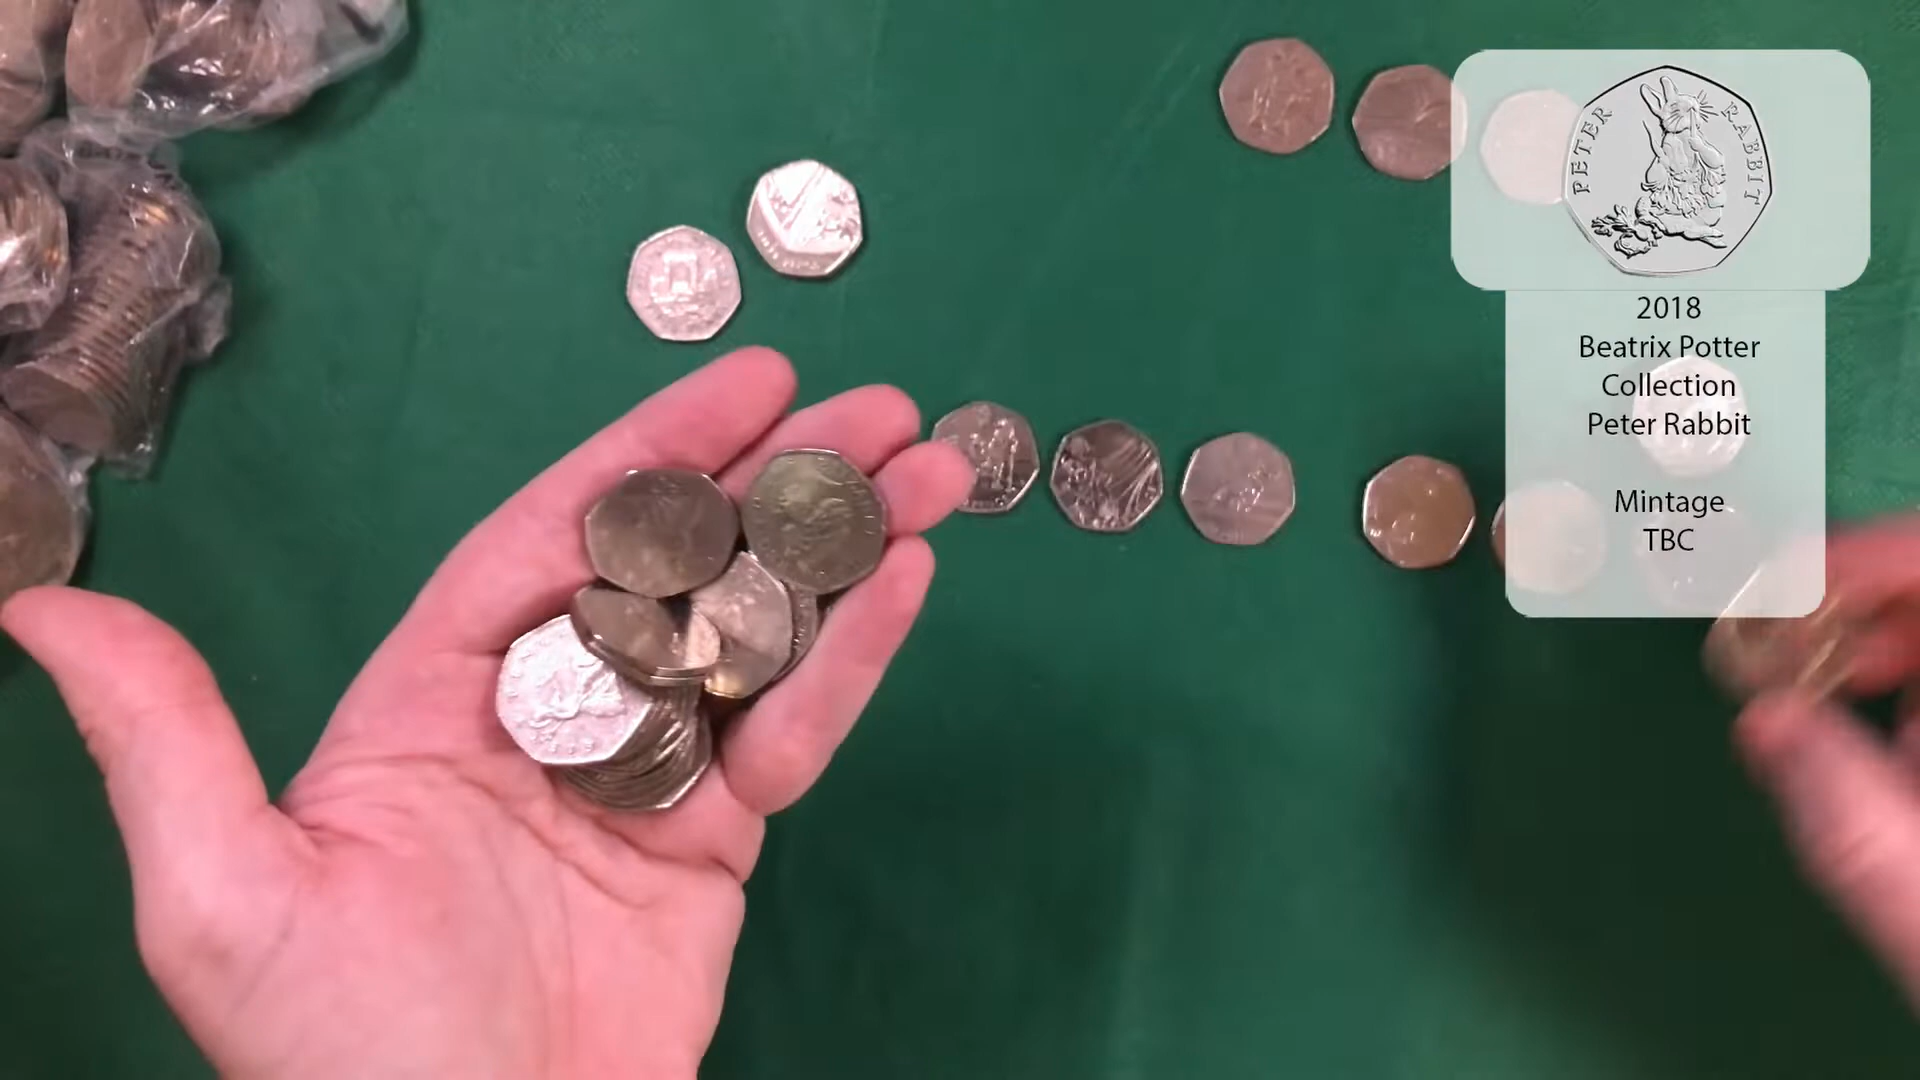 PETER RABBIT
2018
Beatrix Potter
Collection
Peter Rabbit
Mintage
TBC